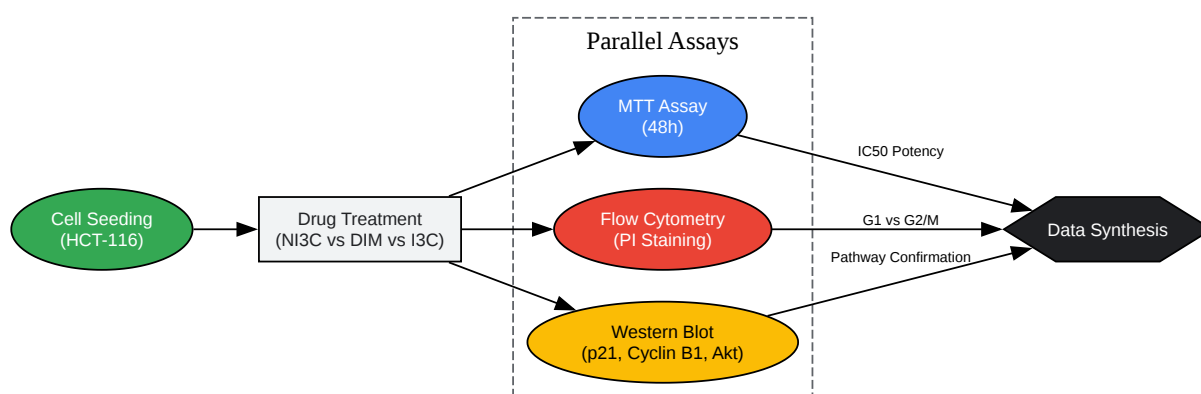 Parallel Assays
MTT Assay
(48h)
IC50 Potency
Cell Seeding
(HCT-116)
Drug Treatment
(NI3C vs DIM vs I3C)
Flow Cytometry
(PI Staining)
G1 vs G2/M
Data Synthesis
Pathway Confirmation
Western Blot
(p21, Cyclin B1, Akt)